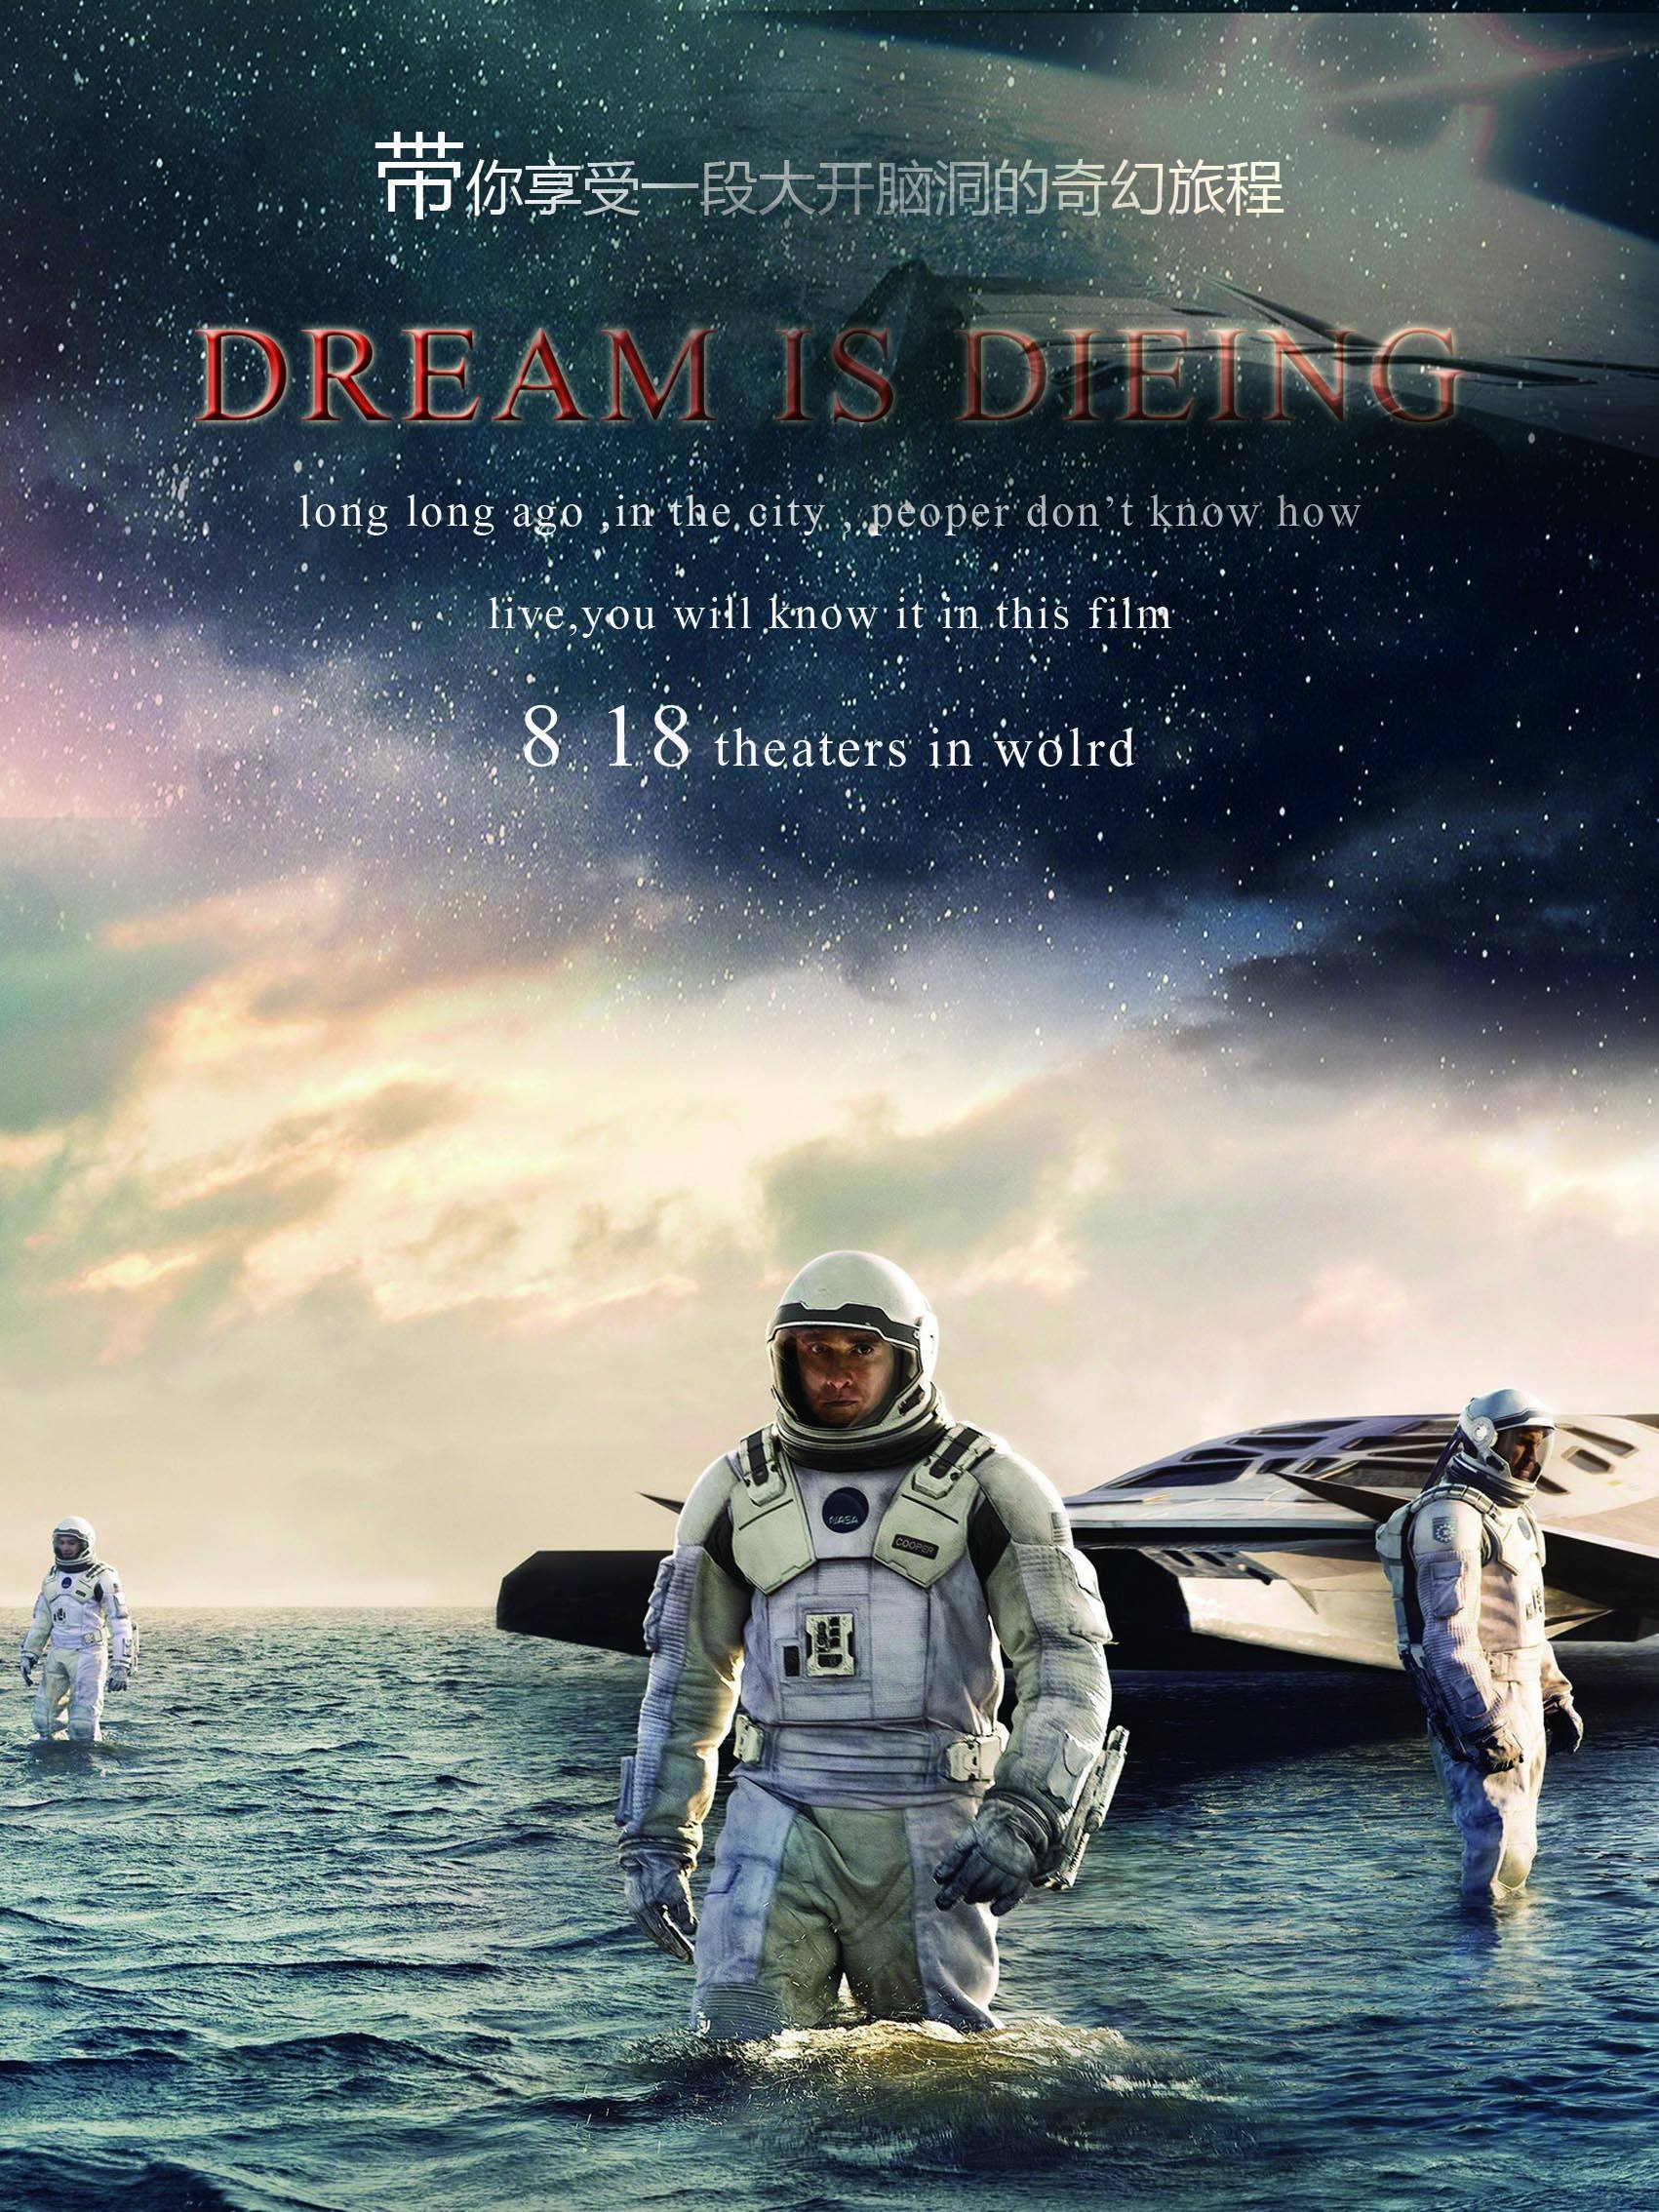 带你享受一段大开脑洞的奇幻旅程
DREAM IS DIEING
long long ago ,in the city , peoper don't know how
live,you will know it in this film
8 18 theaters in wolrd
NASA
COOPER